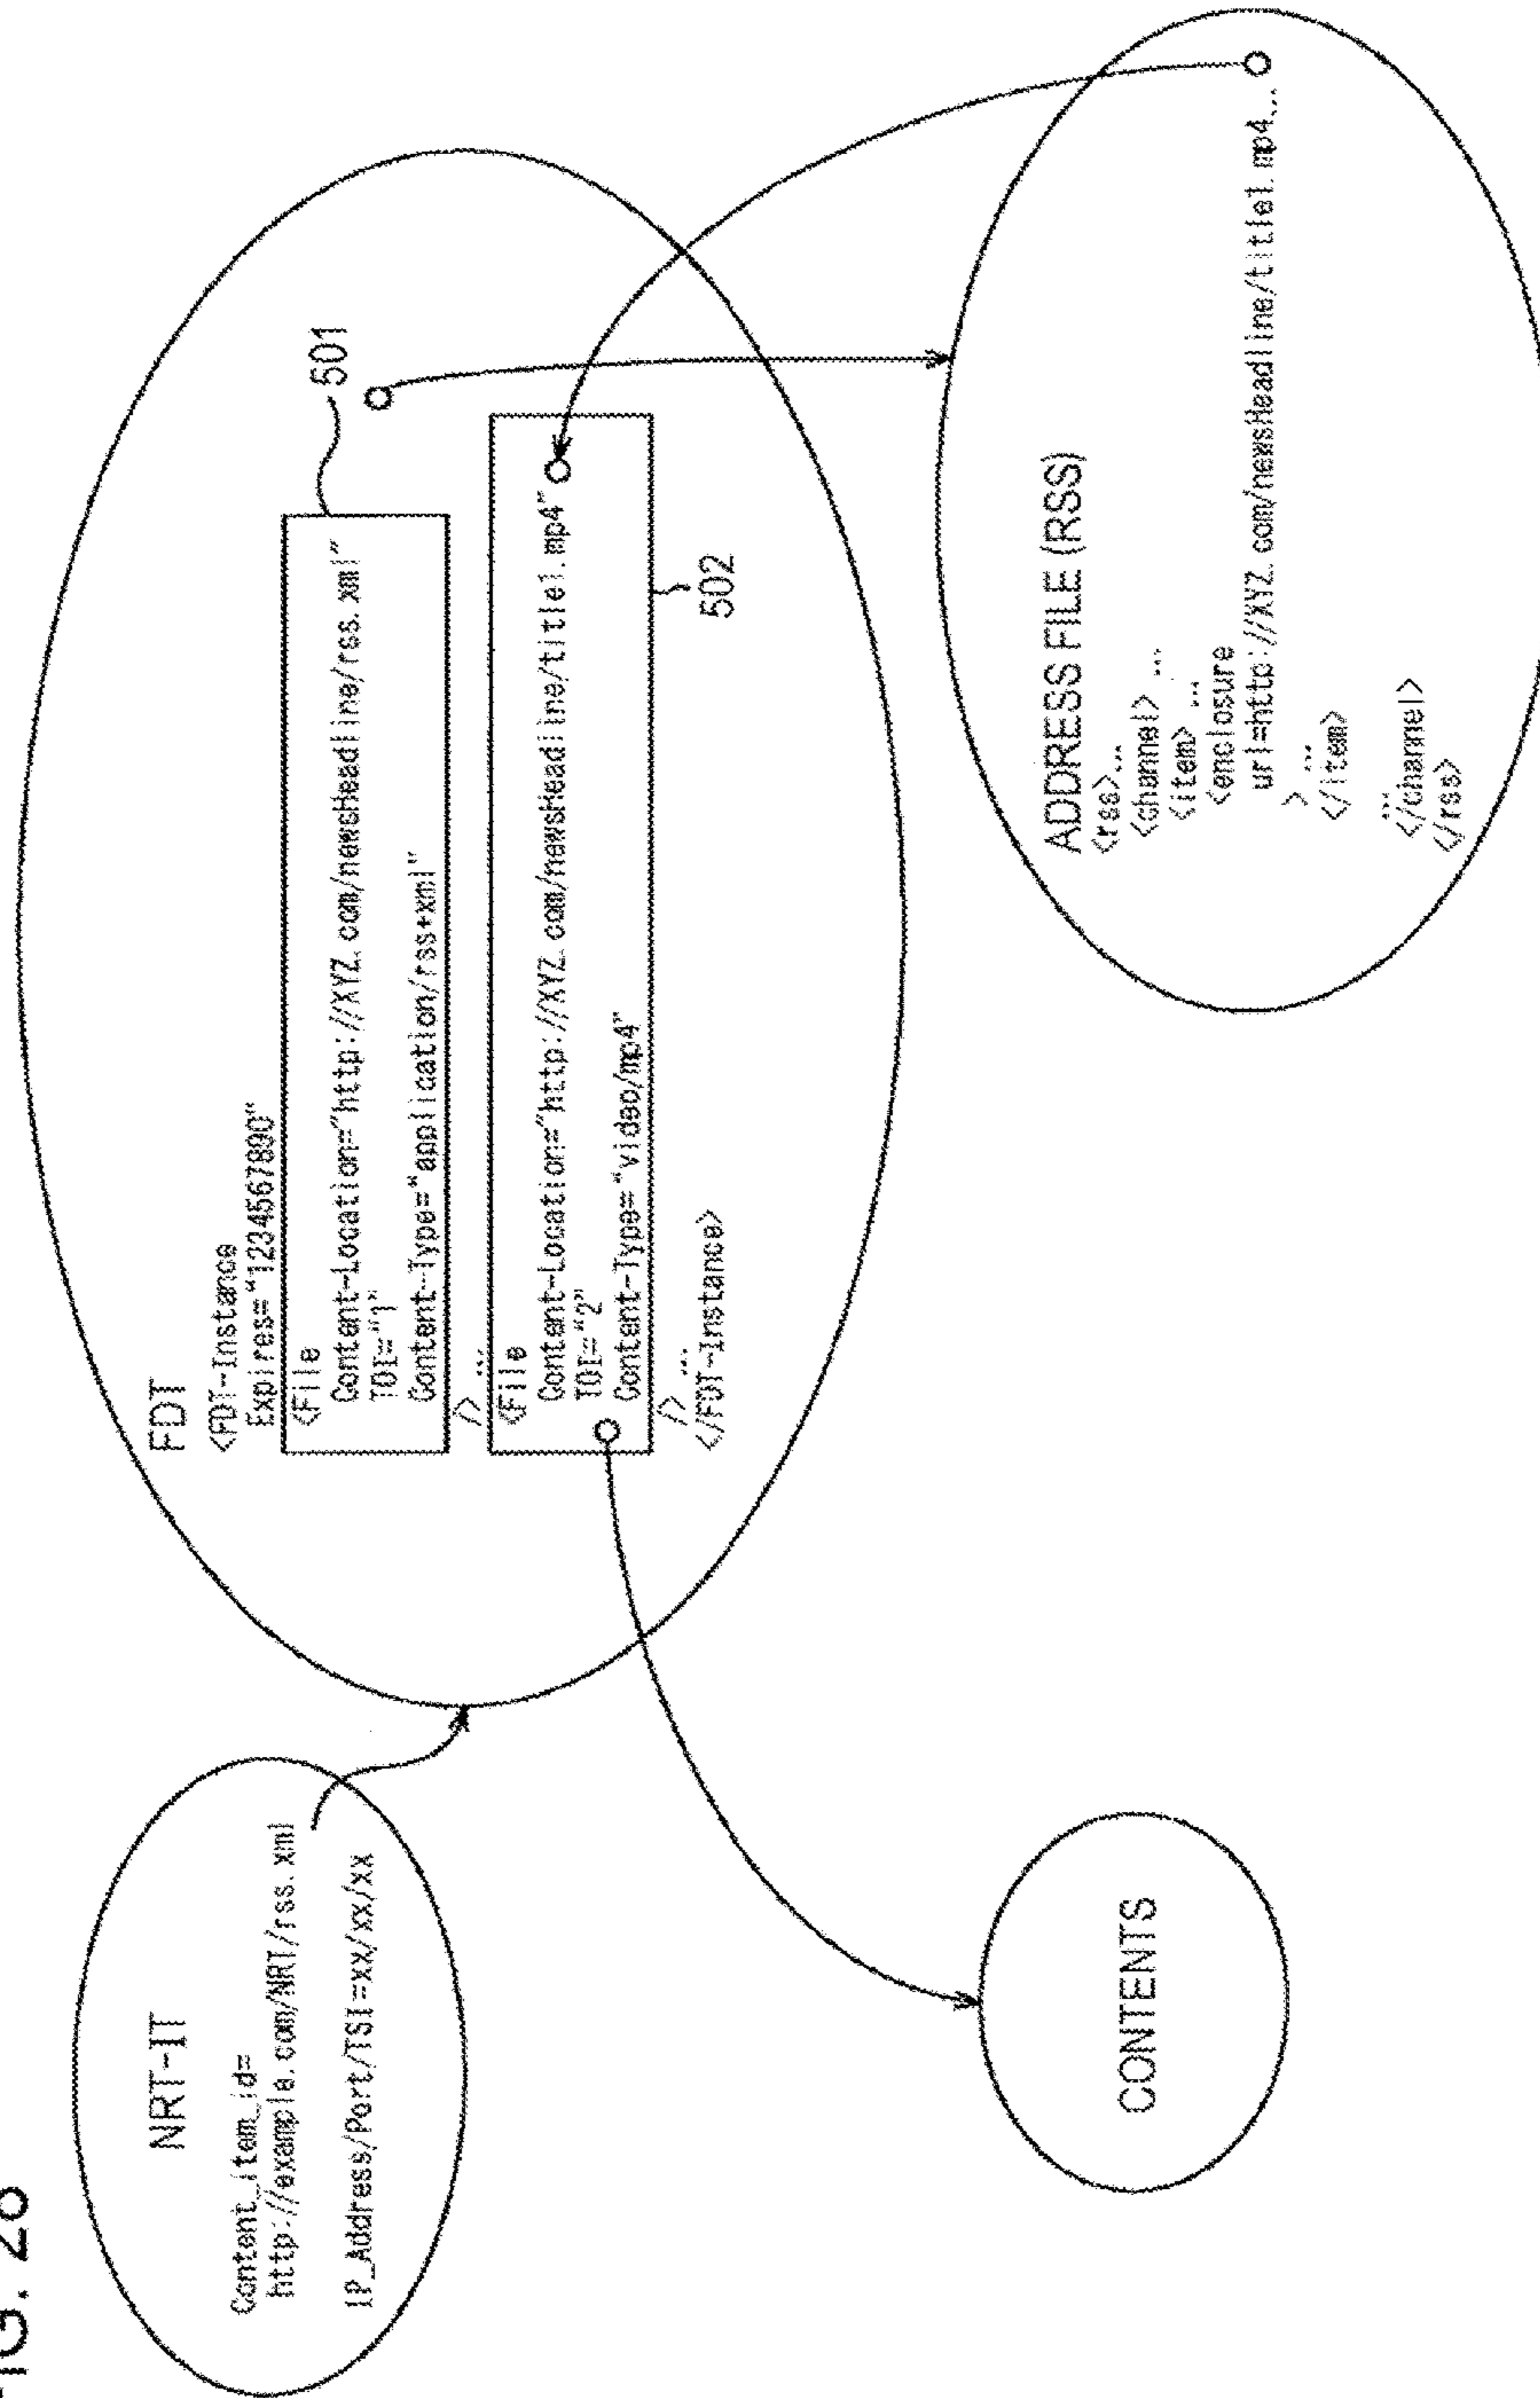 FIG. 28
NRT-IT
Content_item_id=
http://example.com/NRT/rss.xml
IP_Address/Port/TSI=xx/xx/xx
FDT
<FDT-Instance
Expires="1234567890"
<File
Content-Location="http://XYZ.com/newsHeadline/rss.xml"
TOI="1"
Content-Type="application/rss+xml"
/> ...
<File
Content-Location="http://XYZ.com/newsHeadline/title1.mp4"
TOI="2"
Content-Type="video/mp4"
/> ...
</FDT-Instance>
501
502
CONTENTS
ADDRESS FILE (RSS)
<rss>...
<channel> ...
<item> ...
<enclosure
url=http://XYZ.com/newsHeadline/title1.mp4...
> ...
</item>
...
</channel>
</rss>